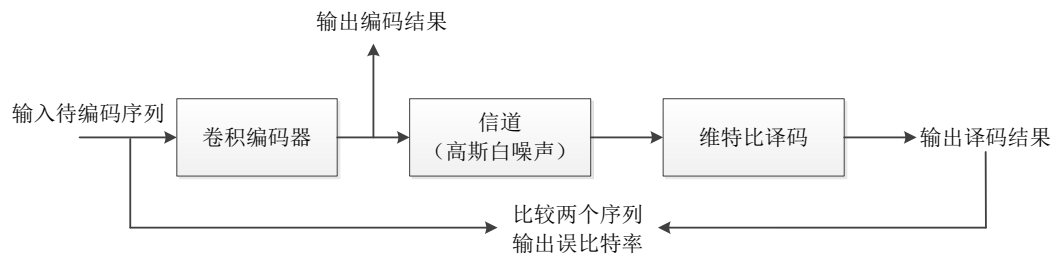 输出编码结果
输入待编码序列
卷积编码器
信道
（高斯白噪声）
维特比译码
输出译码结果
比较两个序列
输出误比特率